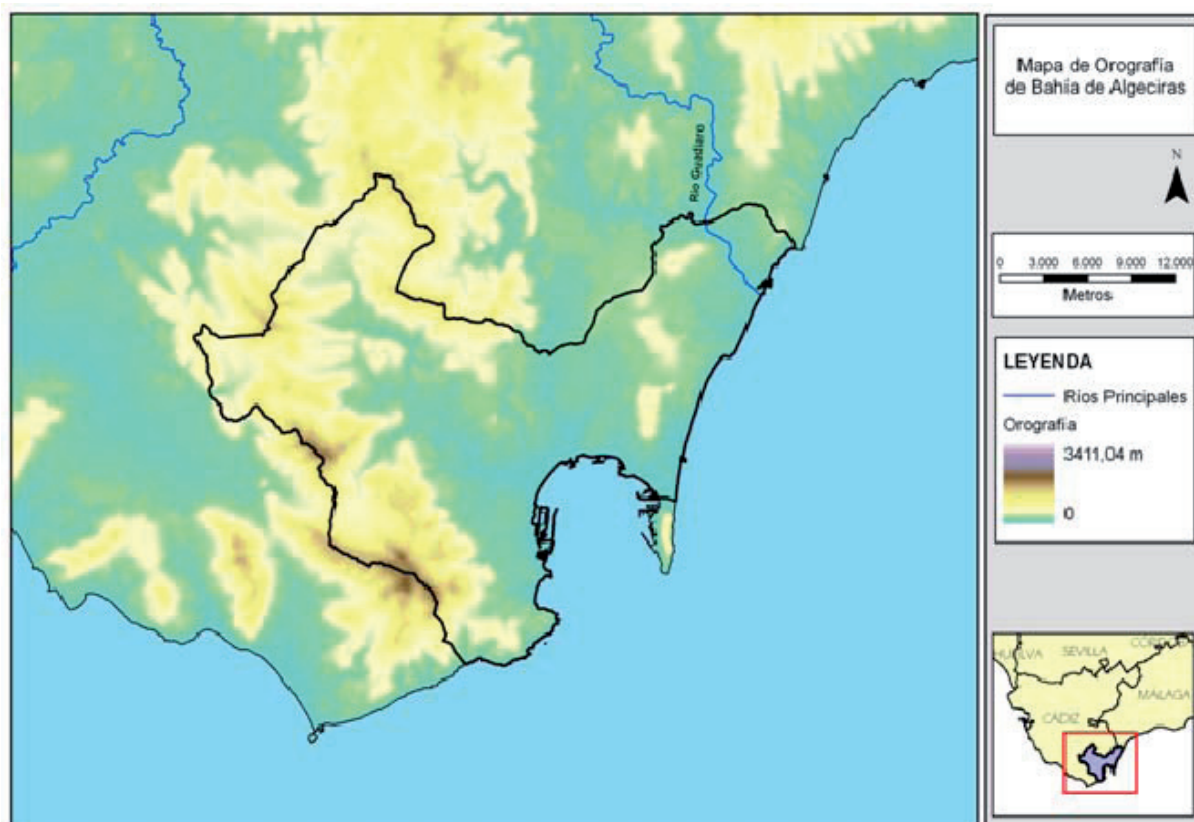 Río Guadiaro
Mapa de Orografía
de Bahía de Algeciras
N
0 3.000 6.000 9.000 12.000
Metros
LEYENDA
Rios Principales
Orografía
3411,04 m
0
HUELVA
SEVILLA
CÓRDOBA
MÁLAGA
CÁDIZ